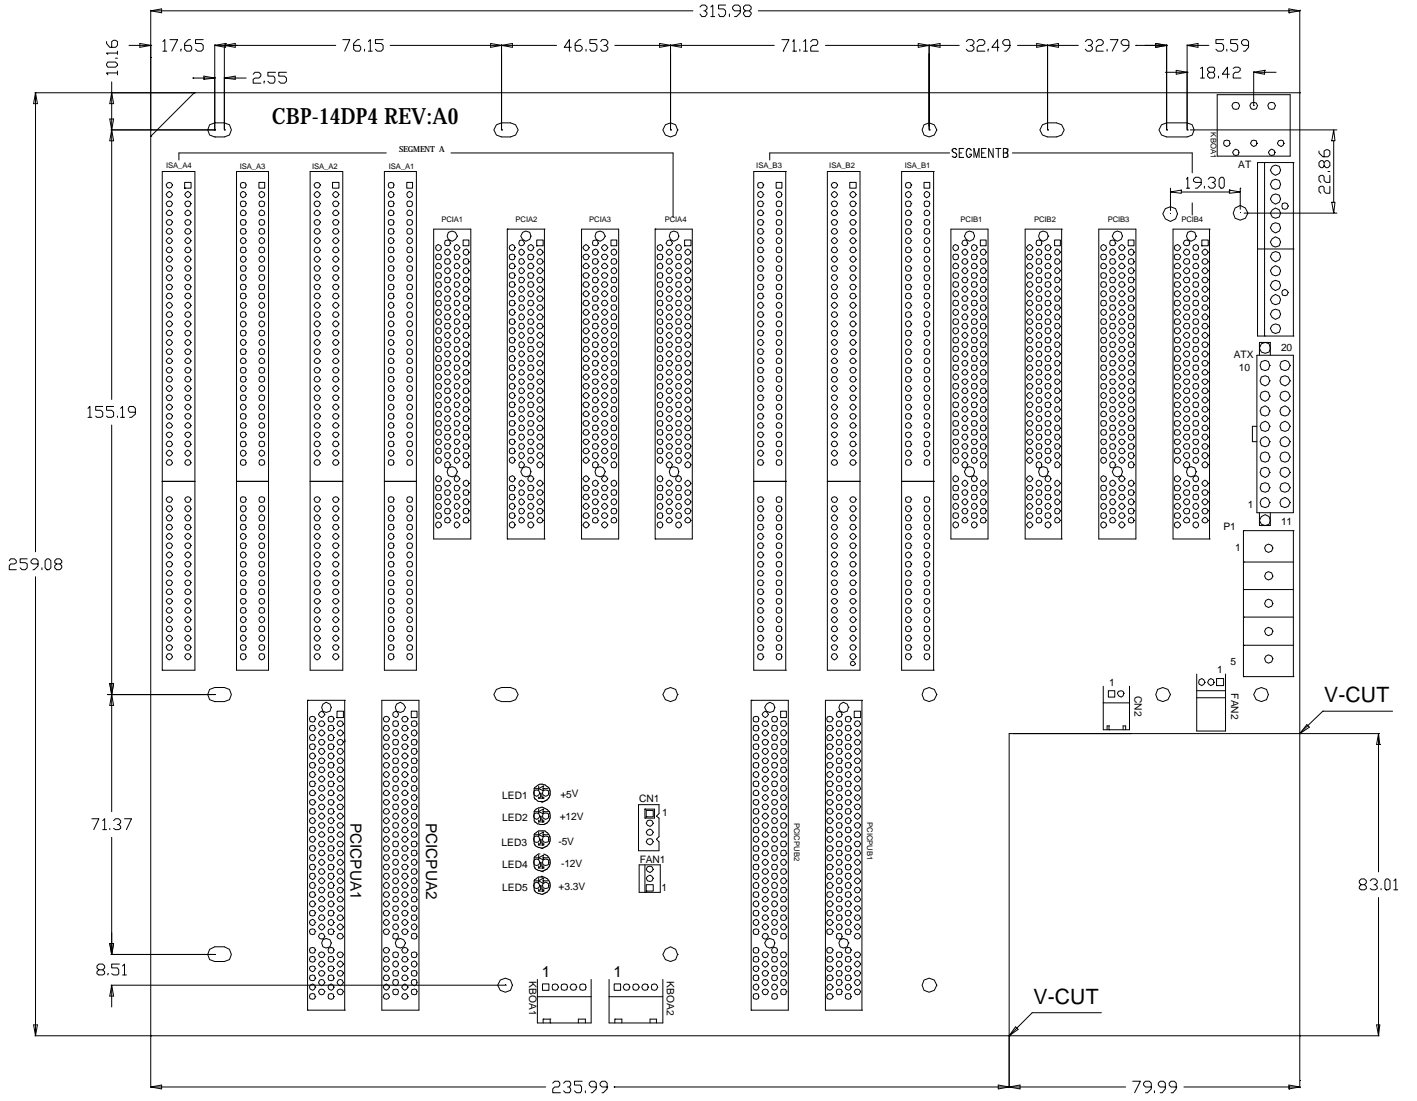 315.98
17.65
76.15
46.53
71.12
32.49
32.79
5.59
10.16
2.55
18.42
CBP-14DP4 REV:A0
KBOA1
SEGMENT A
SEGMENTB
ISA_A4
ISA_A3
ISA_A2
ISA_A1
ISA_B3
ISA_B2
ISA_B1
AT
19.30
22.86
PCIA1
PCIA2
PCIA3
PCIA4
PCIB1
PCIB2
PCIB3
PCIB4
ATX
20
10
155.19
1
11
P1
1
259.08
5
1
1
CN2
FAN2
V-CUT
LED1 +5V
LED2 +12V
LED3 -5V
LED4 -12V
LED5 +3.3V
CN1
1
FAN1
1
71.37
PCICPUA1
PCICPUA2
PCICPUB2
PCICPUB1
83.01
8.51
1
1
KBOA1
KBOA2
V-CUT
235.99
79.99